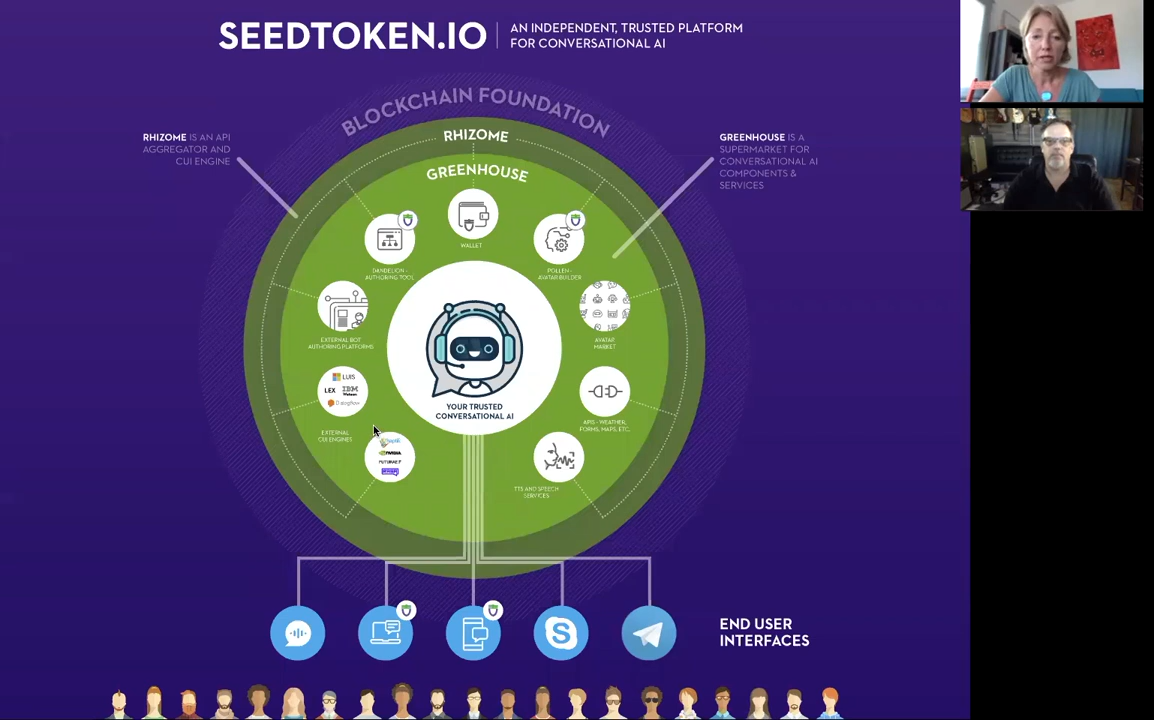 SEEDTOKEN.IO
AN INDEPENDENT, TRUSTED PLATFORM
FOR CONVERSATIONAL AI
BLOCKCHAIN FOUNDATION
RHIZOME
GREENHOUSE
RHIZOME IS AN API
AGGREGATOR AND
CUI ENGINE
GREENHOUSE IS A
SUPERMARKET FOR
CONVERSATIONAL AI
COMPONENTS &
SERVICES
WALLET
DANDELION -
AUTHORING TOOL
POLLEN -
AVATAR BUILDER
EXTERNAL BOT
AUTHORING PLATFORMS
AVATAR
MARKET
LUIS
LEX
IBM
Watson
Dialogflow
EXTERNAL
CUI ENGINES
NVIDIA
APIS - WEATHER,
FORMS, MAPS, ETC.
TTS AND SPEECH
SERVICES
YOUR TRUSTED
CONVERSATIONAL AI
S
END USER
INTERFACES